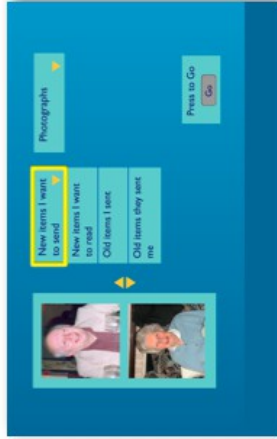 New items I want
to send
New items I want
to read
Old items I sent
Old items they sent
me
Photographs
Press to Go
Go